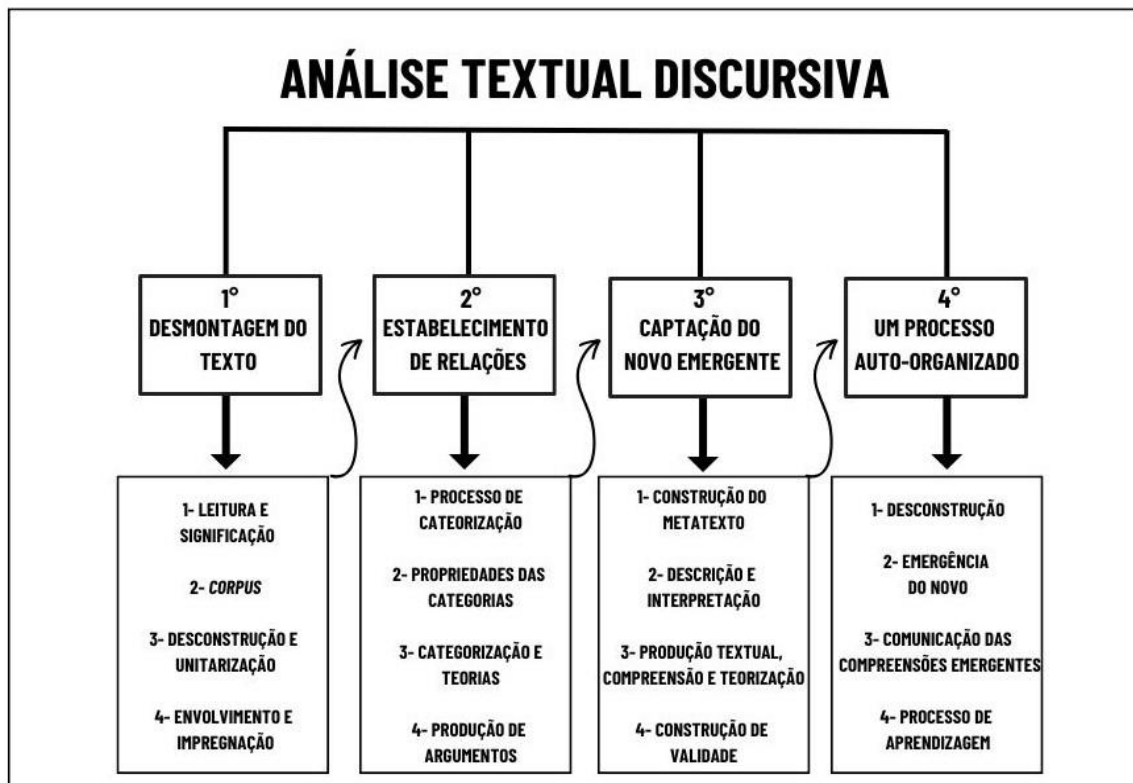 ANÁLISE TEXTUAL DISCURSIVA
1°
DESMONTAGEM DO
TEXTO
2°
ESTABELECIMENTO
DE RELAÇÕES
3°
CAPTAÇÃO DO
NOVO EMERGENTE
4°
UM PROCESSO
AUTO-ORGANIZADO
1- LEITURA E
SIGNIFICAÇÃO
2- CORPUS
3- DESCONSTRUÇÃO E
UNITARIZAÇÃO
4- ENVOLVIMENTO E
IMPREGNAÇÃO
1- PROCESSO DE
CATEORIZAÇÃO
2- PROPRIEDADES DAS
CATEGORIAS
3- CATEGORIZAÇÃO E
TEORIAS
4- PRODUÇÃO DE
ARGUMENTOS
1- CONSTRUÇÃO DO
METATEXTO
2- DESCRIÇÃO E
INTERPRETAÇÃO
3- PRODUÇÃO TEXTUAL,
COMPREENSÃO E TEORIZAÇÃO
4- CONSTRUÇÃO DE
VALIDADE
1- DESCONSTRUÇÃO
2- EMERGÊNCIA
DO NOVO
3- COMUNICAÇÃO DAS
COMPREENSÕES EMERGENTES
4- PROCESSO DE
APRENDIZAGEM